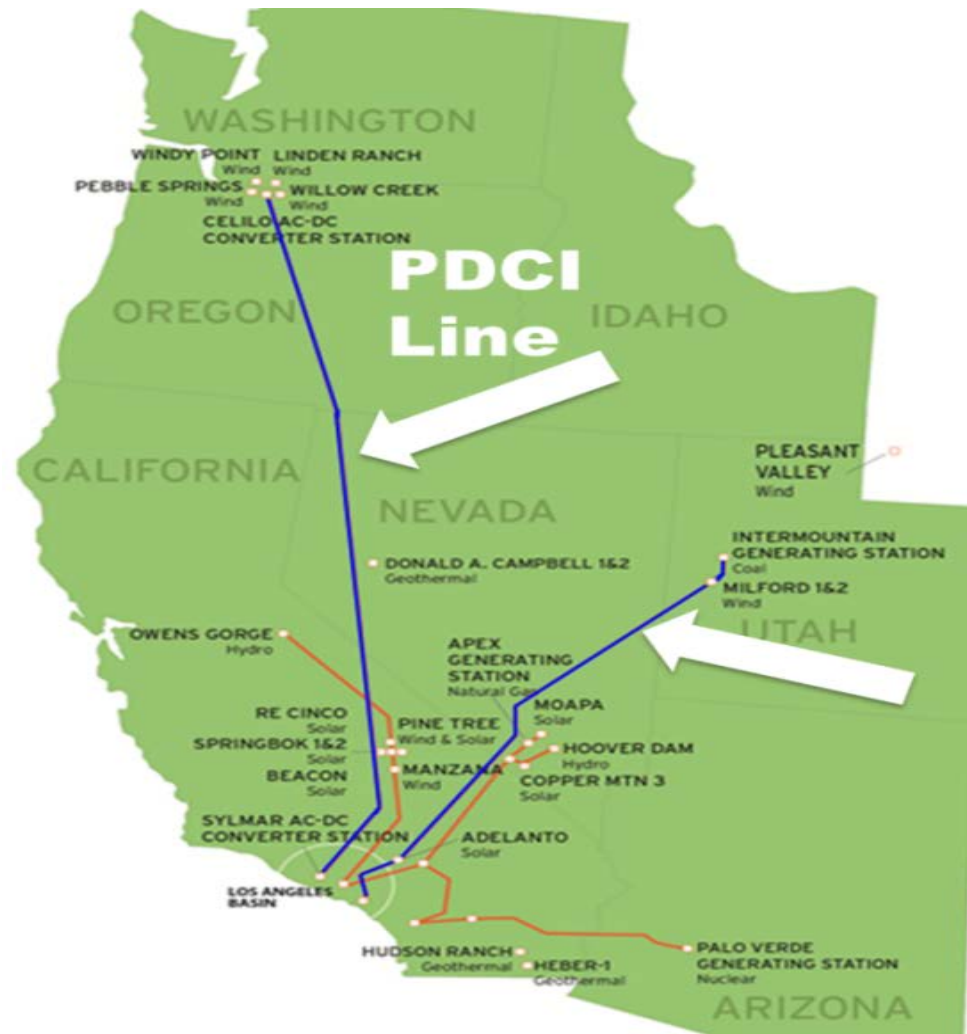 WASHINGTON
WINDY POINT
Wind
LINDEN RANCH
Wind
PEBBLE SPRINGS
Wind
WILLOW CREEK
Wind
CELILO AC-DC
CONVERTER STATION
PDCI
Line
OREGON
IDAHO
CALIFORNIA
NEVADA
PLEASANT
VALLEY
Wind
INTERMOUNTAIN
GENERATING STATION
Coal
DONALD A. CAMPBELL 1&2
Geothermal
MILFORD 1&2
Wind
UTAH
OWENS GORGE
Hydro
APEX
GENERATING
STATION
Natural Gas
MOAPA
Solar
RE CINCO
Solar
PINE TREE
Wind & Solar
SPRINGBOK 1&2
Solar
HOOVER DAM
Hydro
BEACON
Solar
MANZANA
Wind
COPPER MTN 3
Solar
SYLMAR AC-DC
CONVERTER STATION
ADELANTO
Solar
LOS ANGELES
BASIN
HUDSON RANCH
Geothermal
HEBER-1
Geothermal
PALO VERDE
GENERATING STATION
Nuclear
ARIZONA